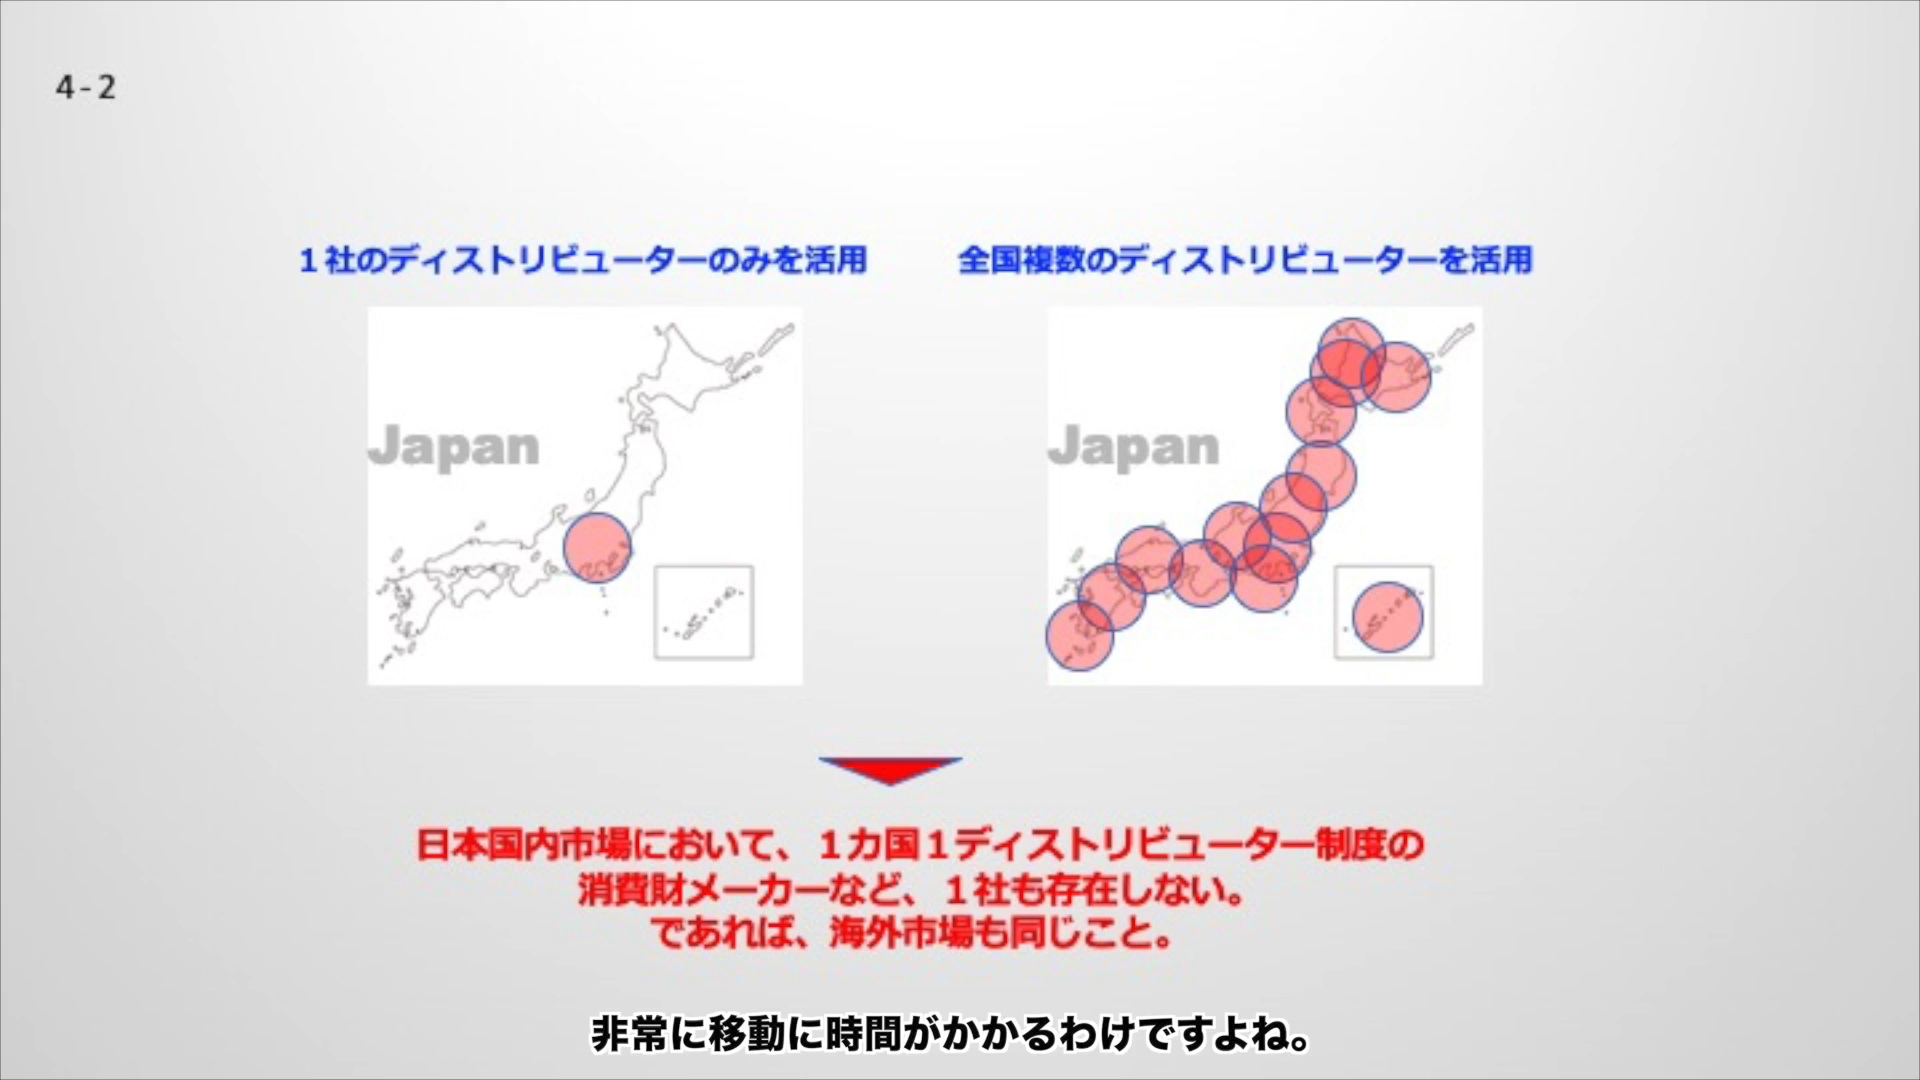 4-2
１社のディストリビューターのみを活用
全国複数のディストリビューターを活用
Japan
Japan
日本国内市場において、１カ国１ディストリビューター制度の
消費財メーカーなど、１社も存在しない。
であれば、海外市場も同じこと。
非常に移動に時間がかかるわけですよね。